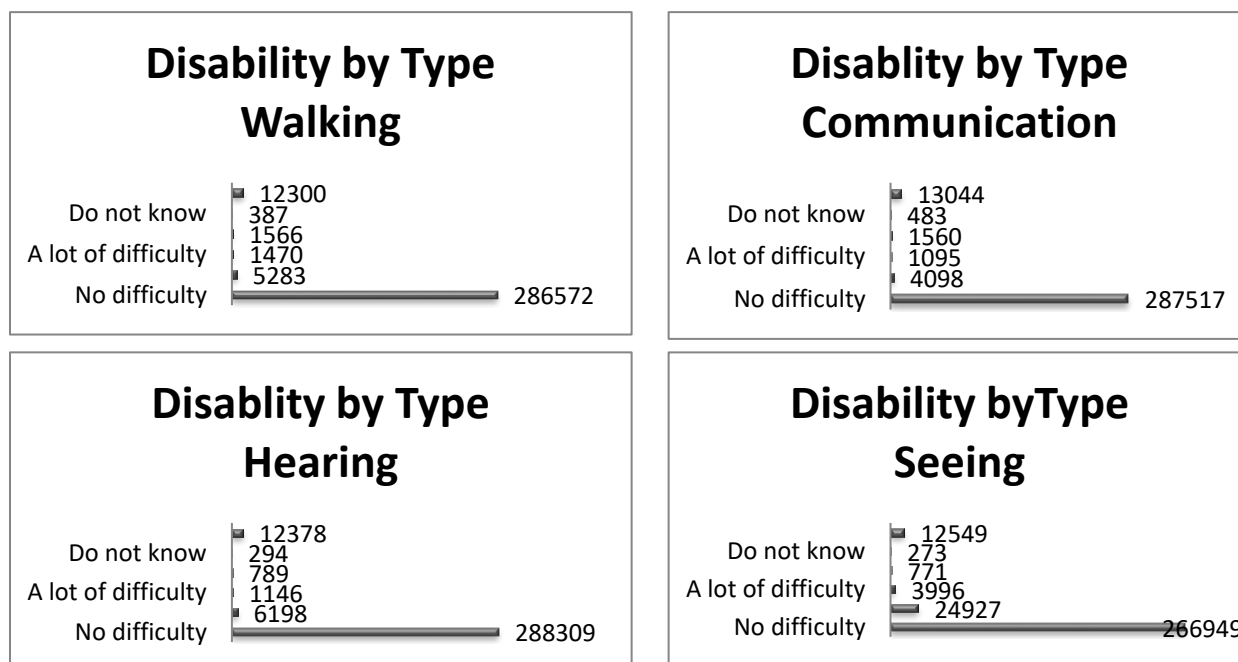 Disability by Type
Walking
12300
Do not know 387
1566
A lot of difficulty 1470
5283
No difficulty 286572
Disablity by Type
Communication
13044
Do not know 483
1560
A lot of difficulty 1095
4098
No difficulty 287517
Disablity by Type
Hearing
12378
Do not know 294
789
A lot of difficulty 1146
6198
No difficulty 288309
Disability byType
Seeing
12549
Do not know 273
771
A lot of difficulty 3996
24927
No difficulty 266949